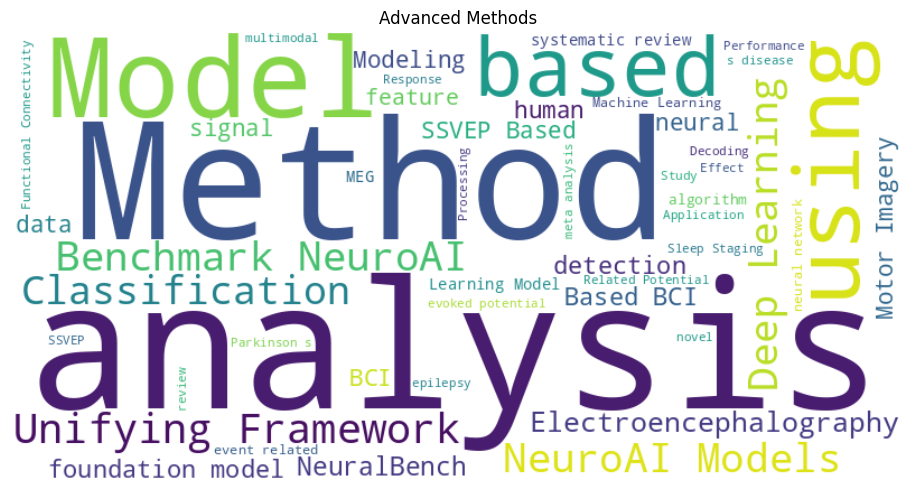 Advanced Methods
Functional Connectivity
Model
multimodal
Modeling
Response
feature
signal
based
systematic review
Performance
s disease
human
Machine Learning
neural
SSVEP Based
Method
MEG
Processing
meta analysis
Decoding
Effect
Study
algorithm
Application
Deep Learning
using
neural network
Motor Imagery
data
Benchmark NeuroAI
Classification
detection
Sleep Staging
Related Potential
Learning Model
Based BCI
evoked potential
analysis
SSVEP
Parkinson s
novel
BCI
epilepsy
review
Unifying Framework
Electroencephalography
event related
foundation model
NeuralBench
NeuroAI Models